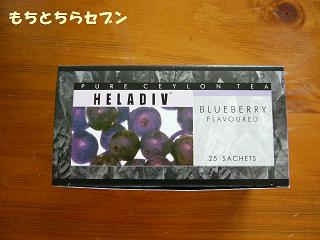 もちとちらセブン
PURE CEYLON TEA
HELADIV®
BLUEBERRY
FLAVOURED
25 SACHETS